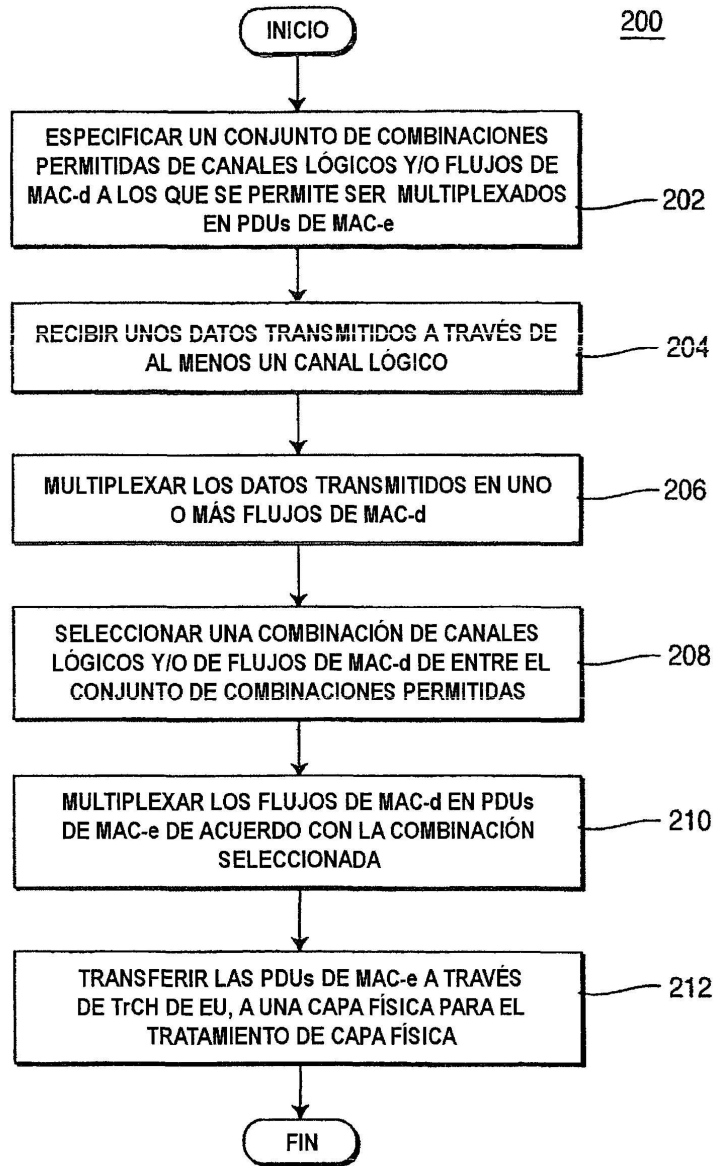 INICIO
200
ESPECIFICAR UN CONJUNTO DE COMBINACIONES
PERMITIDAS DE CANALES LÓGICOS Y/O FLUJOS DE
MAC-d A LOS QUE SE PERMITE SER MULTIPLEXADOS
EN PDUs DE MAC-e
202
RECIBIR UNOS DATOS TRANSMITIDOS A TRAVÉS DE
AL MENOS UN CANAL LÓGICO
204
MULTIPLEXAR LOS DATOS TRANSMITIDOS EN UNO
O MÁS FLUJOS DE MAC-d
206
SELECCIONAR UNA COMBINACIÓN DE CANALES
LÓGICOS Y/O DE FLUJOS DE MAC-d DE ENTRE EL
CONJUNTO DE COMBINACIONES PERMITIDAS
208
MULTIPLEXAR LOS FLUJOS DE MAC-d EN PDUs
DE MAC-e DE ACUERDO CON LA COMBINACIÓN
SELECCIONADA
210
TRANSFERIR LAS PDUs DE MAC-e A TRAVÉS
DE TrCH DE EU, A UNA CAPA FÍSICA PARA EL
TRATAMIENTO DE CAPA FÍSICA
212
FIN